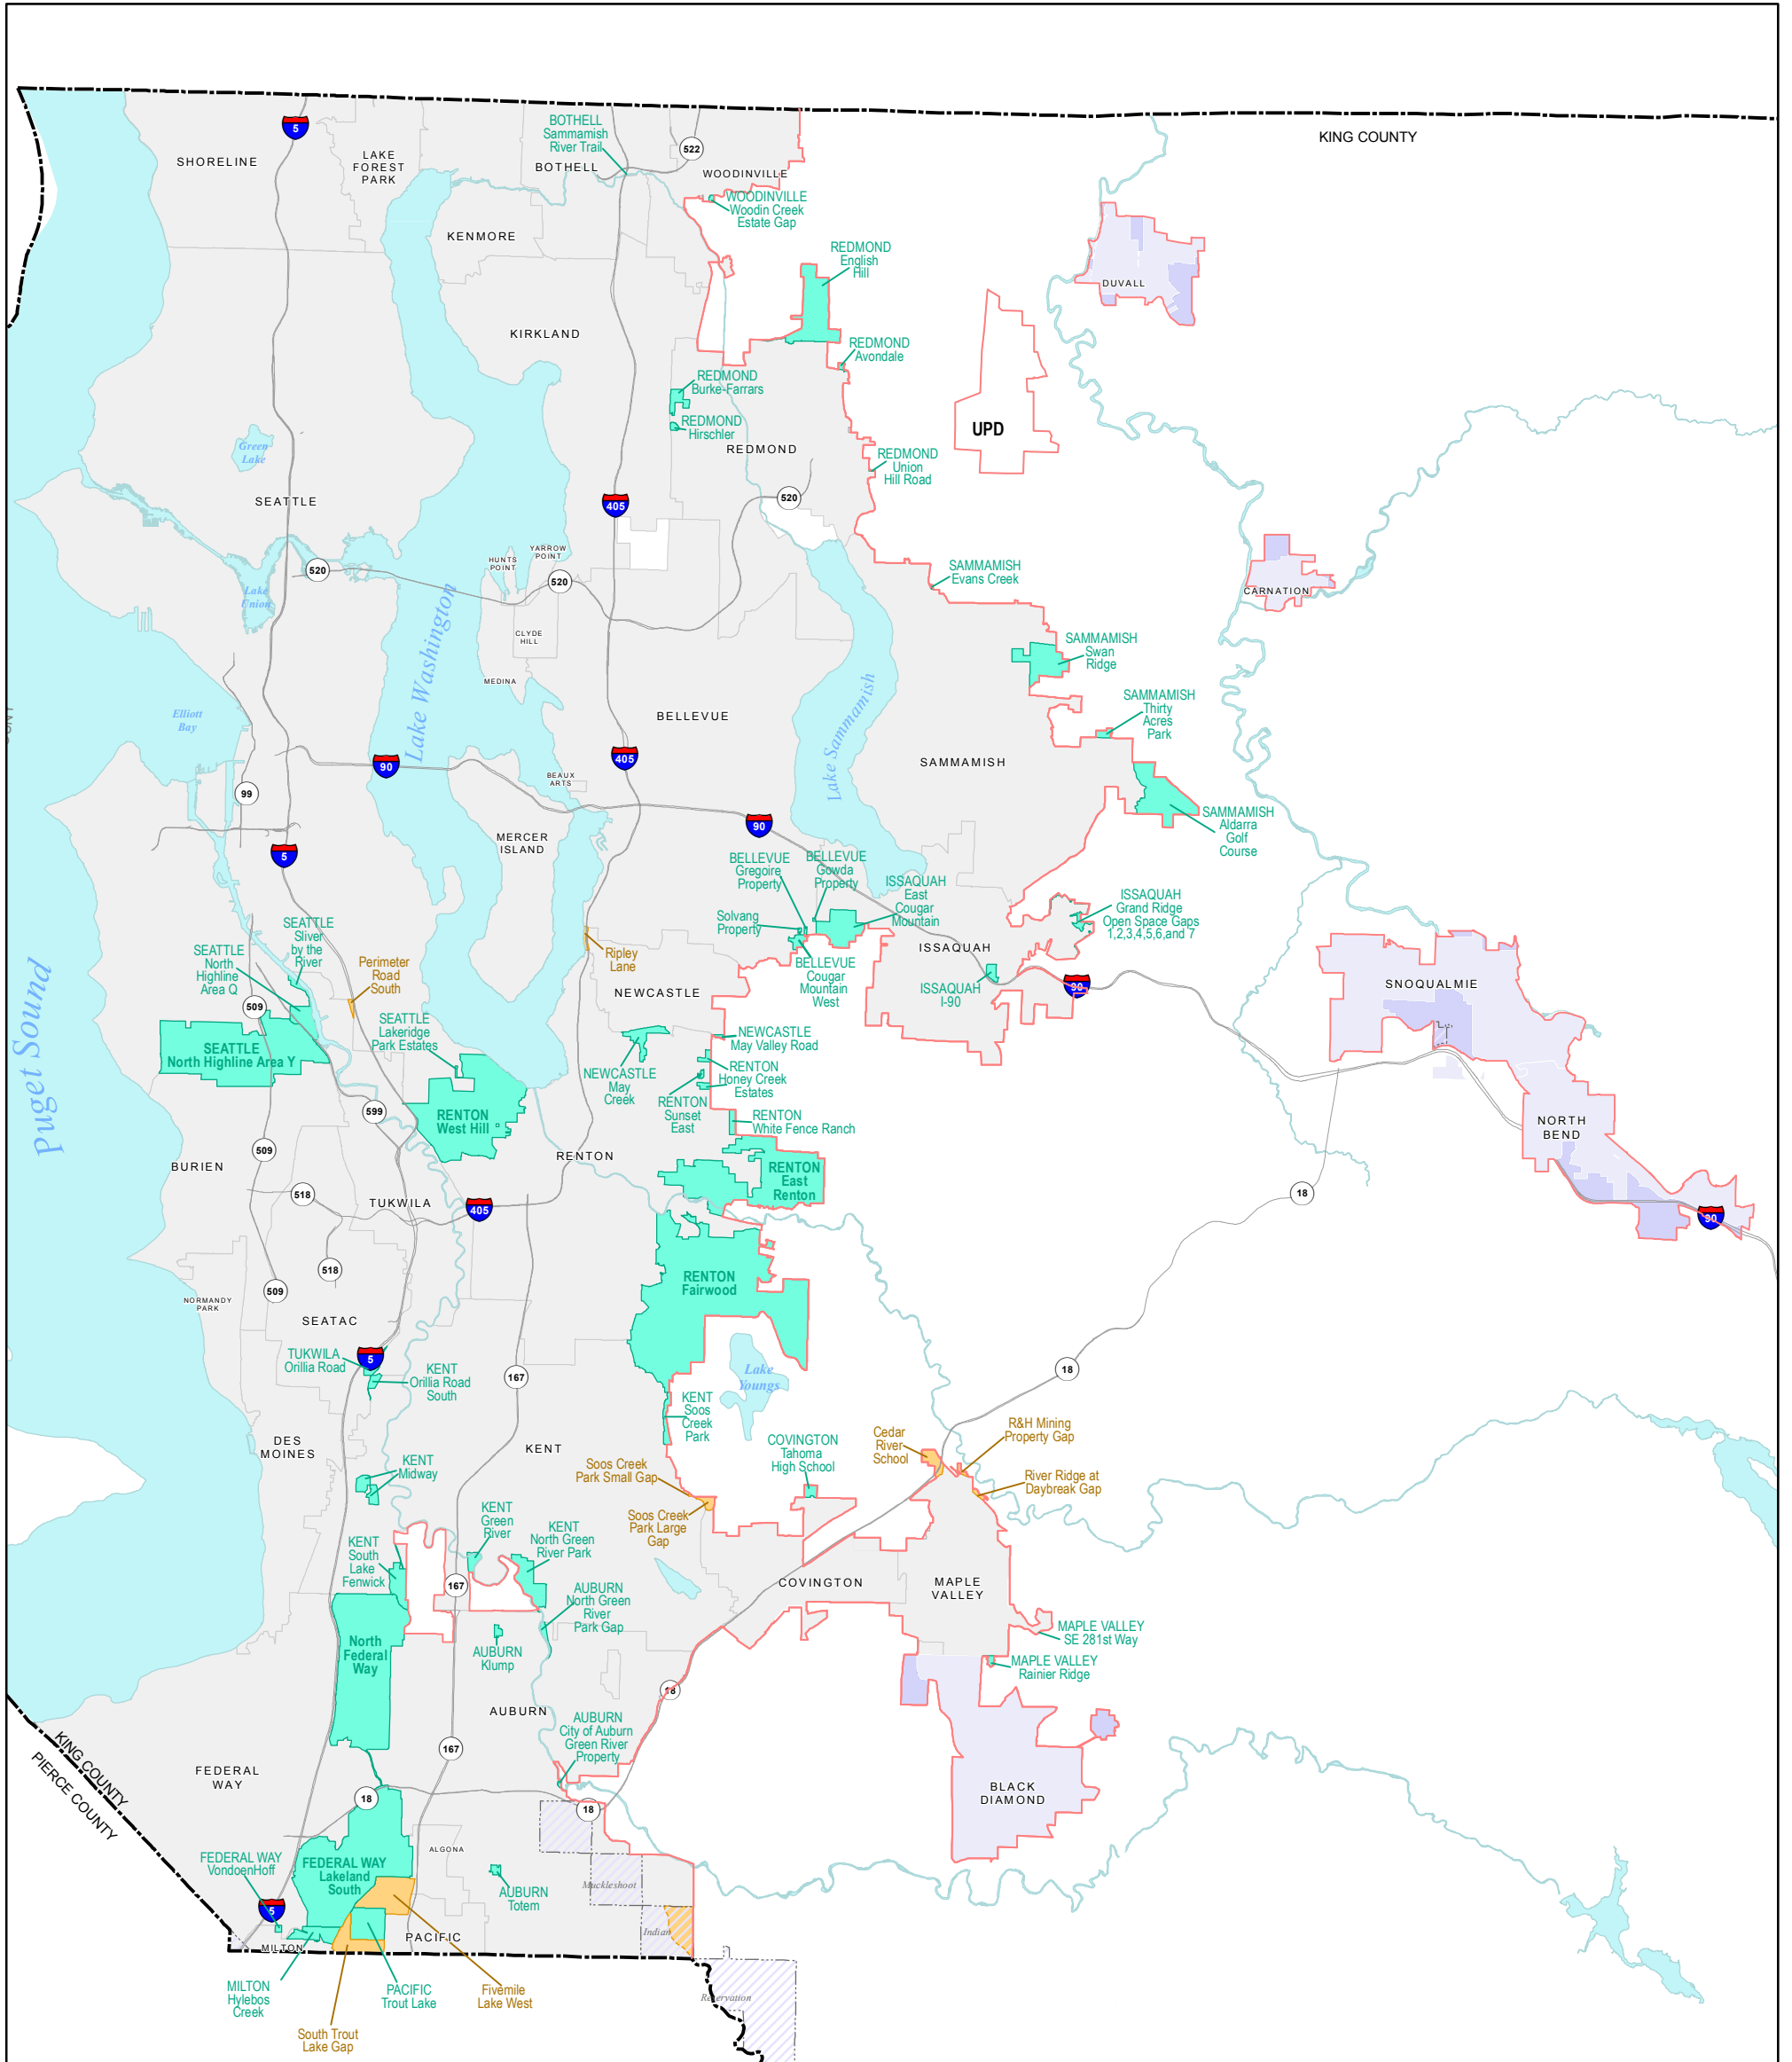 KING COUNTY
5
SHORELINE
LAKE
FOREST
PARK
BOTHELL
Sammamish
River Trail
BOTHELL
522
WOODINVILLE
WOODINVILLE
Woodin Creek
Estate Gap
KENMORE
REDMOND
English
Hill
DUVALL
KIRKLAND
REDMOND
Avondale
REDMOND
Burke-Farrars
REDMOND
Hirschler
REDMOND
UPD
REDMOND
Union
Hill Road
Green
Lake
SEATTLE
405
520
HUNTS
POINT
YARROW
POINT
520
520
Lake
Union
Lake Washington
CLYDE
HILL
MEDINA
SAMMAMISH
Evans Creek
CARNATION
SAMMAMISH
Swan
Ridge
SAMMAMISH
Thirty
Acres
Park
Elliott
Bay
BELLEVUE
Lake Sammamish
SAMMAMISH
90
405
BEAUX
ARTS
99
MERCER
ISLAND
90
5
SAMMAMISH
Aldarra
Golf
Course
BELLEVUE
Gregoire
Property
BELLEVUE
Gowda
Property
ISSAQUAH
East
Cougar
Mountain
ISSAQUAH
Grand Ridge
Open Space Gaps
1,2,3,4,5,6,and 7
Solvang
Property
SEATTLE
Sliver
by the
River
SEATTLE
North
Highline
Area Q
Perimeter
Road
South
Ripley
Lane
BELLEVUE
Cougar
Mountain
West
ISSAQUAH
ISSAQUAH
I-90
90
SNOQUALMIE
NEWCASTLE
Puget Sound
509
SEATTLE
Lakeridge
Park Estates
SEATTLE
North Highline Area Y
NEWCASTLE
May Valley Road
NEWCASTLE
May
Creek
RENTON
Honey Creek
Estates
RENTON
Sunset
East
RENTON
White Fence Ranch
599
RENTON
West Hill
NORTH
BEND
509
BURIEN
RENTON
RENTON
East
Renton
518
TUKWILA
405
18
90
518
509
NORMANDY
PARK
SEATAC
RENTON
Fairwood
TUKWILA
Orillia Road
5
KENT
Orillia Road
South
167
Lake
Youngs
18
KENT
Soos
Creek
Park
DES
MOINES
KENT
COVINGTON
Tahoma
High School
Cedar
River
School
R&H Mining
Property Gap
River Ridge at
Daybreak Gap
KENT
Midway
Soos Creek
Park Small Gap
Soos Creek
Park Large
Gap
KENT
Green
River
KENT
North Green
River Park
KENT
South
Lake
Fenwick
167
COVINGTON
MAPLE
VALLEY
AUBURN
North Green
River
Park Gap
North
Federal
Way
AUBURN
Klump
MAPLE VALLEY
SE 281st Way
MAPLE VALLEY
Rainier Ridge
18
AUBURN
AUBURN
City of Auburn
Green River
Property
167
KING COUNTY
PIERCE COUNTY
FEDERAL
WAY
BLACK
DIAMOND
18
18
ALGONA
FEDERAL WAY
VondoenHoff
FEDERAL WAY
Lakeland
South
AUBURN
Totem
Muckleshoot
5
Indian
MILTON
PACIFIC
MILTON
Hylebos
Creek
PACIFIC
Trout Lake
Fivemile
Lake West
Reservation
South Trout
Lake Gap